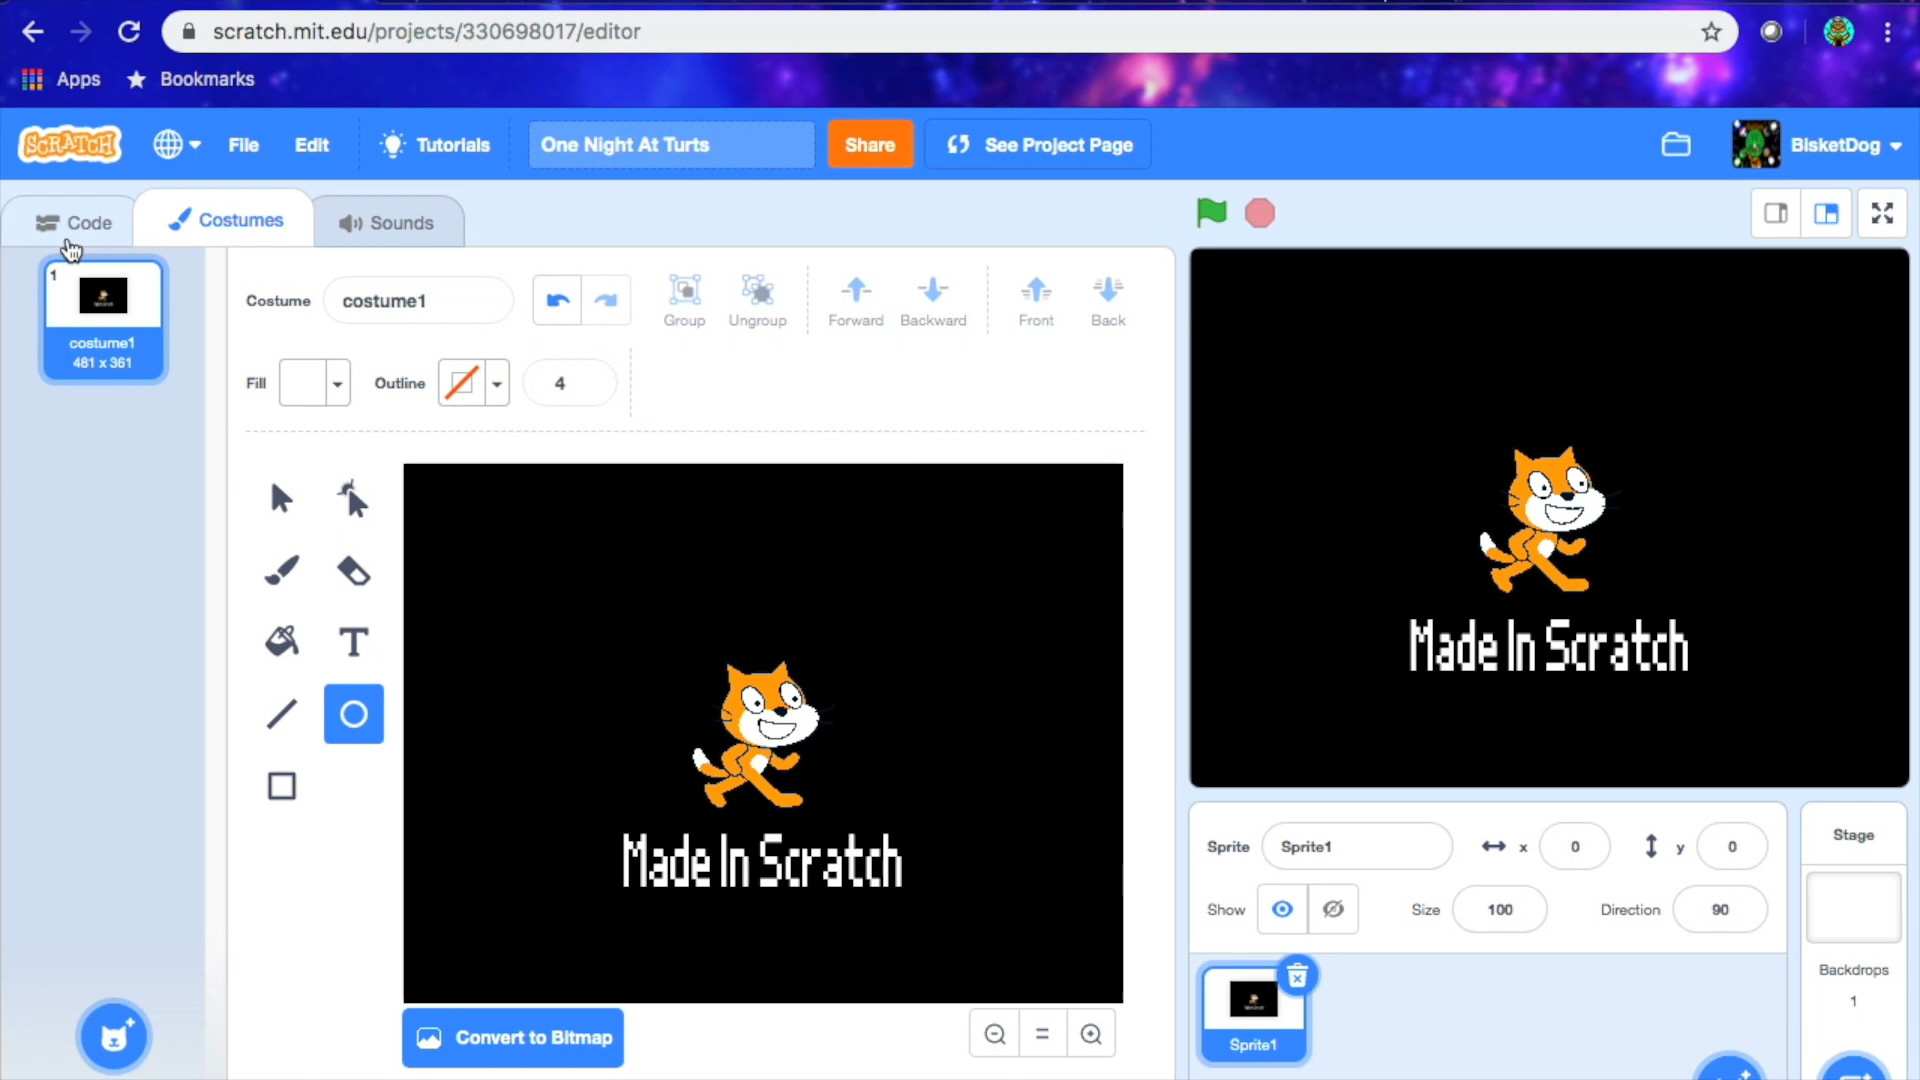 scratch.mit.edu/projects/330698017/editor
Apps Bookmarks
SCRATCH File Edit Tutorials One Night At Turts Share See Project Page BisketDog
Code Costumes Sounds
1
costume1
481 x 361
Costume costume1 Group Ungroup Forward Backward Front Back
Fill Outline 4
T
Made In Scratch
Convert to Bitmap
Made In Scratch
Sprite Sprite1 x 0 y 0
Show Size 100 Direction 90
Sprite1
Stage
Backdrops
1